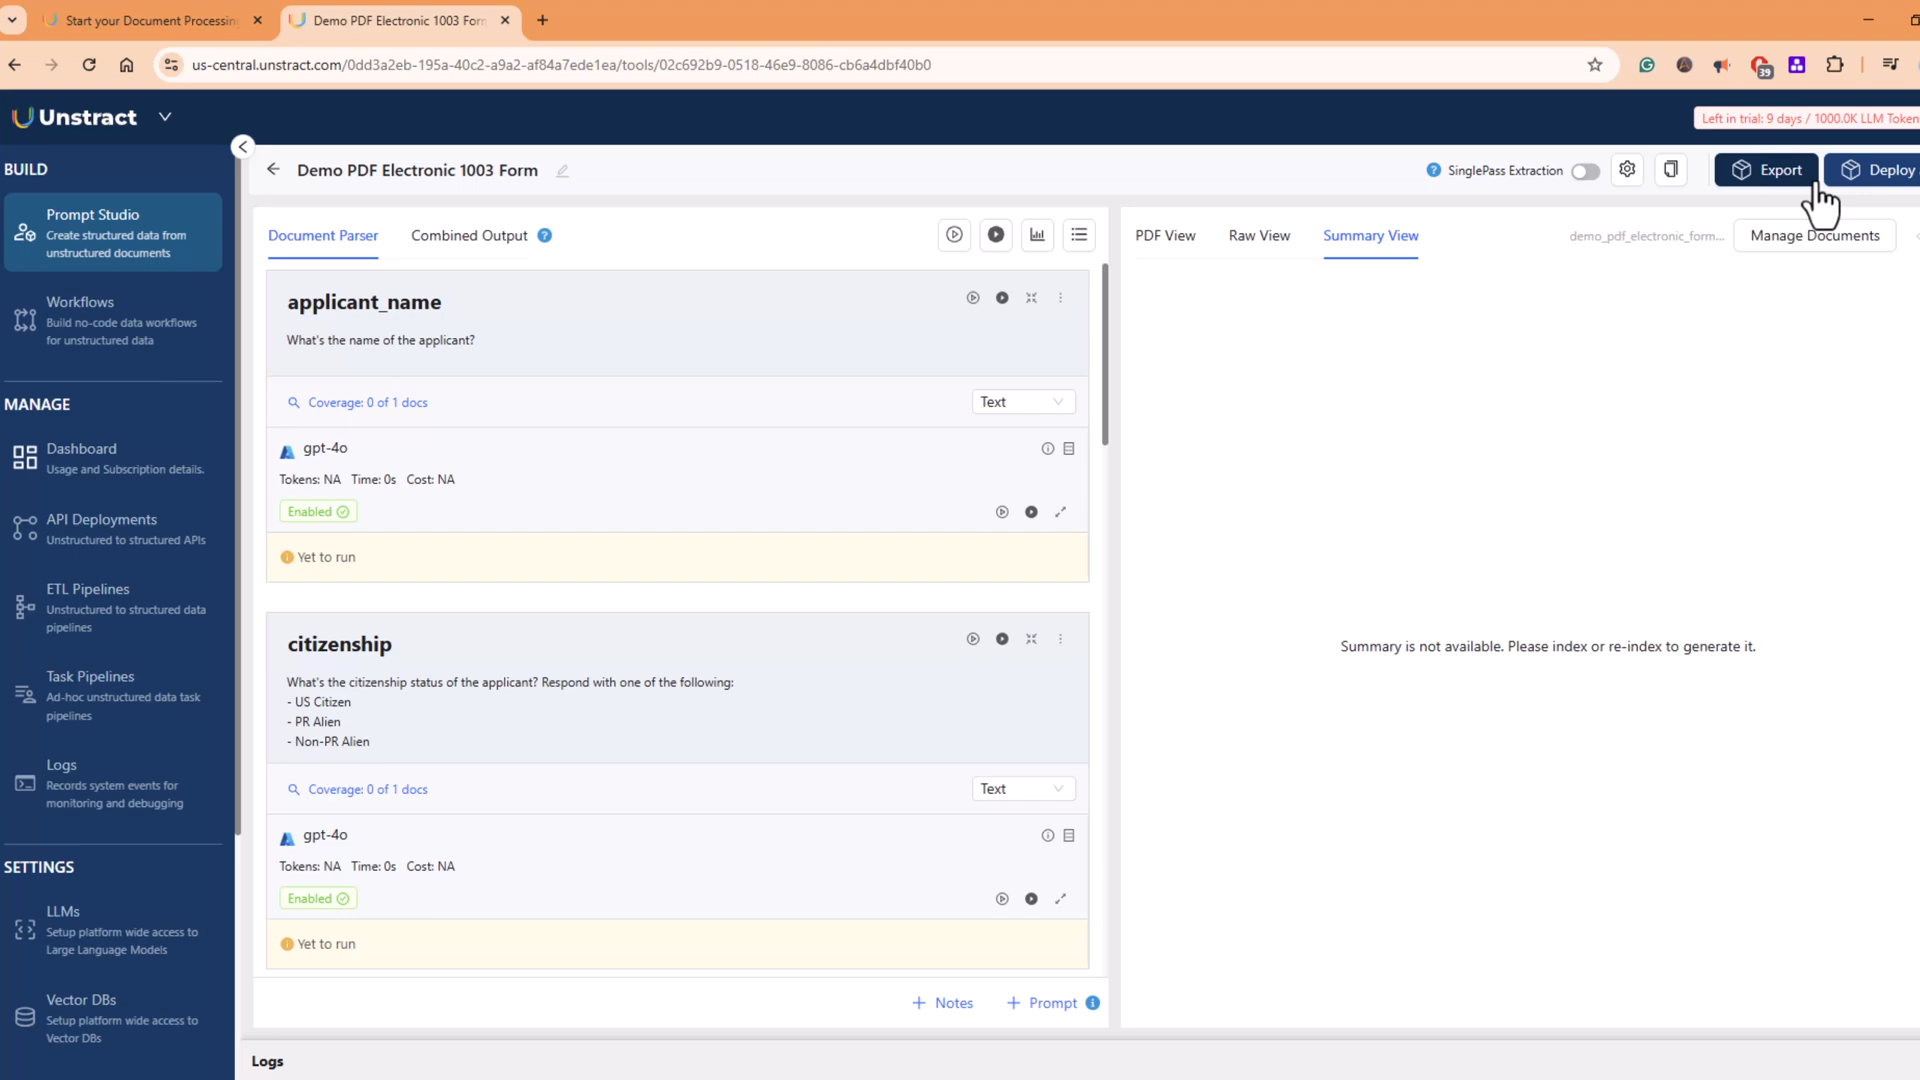 Start your Document Processing
Demo PDF Electronic 1003 Form
us-central.unstract.com/0dd3a2eb-195a-40c2-a9a2-af84a7ede1ea/tools/02c692b9-0518-46e9-8086-cb6a4dbf40b0
39
Unstract
Left in trial: 9 days / 1000.0K LLM Token
BUILD
Prompt Studio
Create structured data from
unstructured documents
Workflows
Build no-code data workflows
for unstructured data
MANAGE
Dashboard
Usage and Subscription details.
API Deployments
Unstructured to structured APIs
ETL Pipelines
Unstructured to structured data
pipelines
Task Pipelines
Ad-hoc unstructured data task
pipelines
Logs
Records system events for
monitoring and debugging
SETTINGS
LLMs
Setup platform wide access to
Large Language Models
Vector DBs
Setup platform wide access to
Vector DBs
Demo PDF Electronic 1003 Form
SinglePass Extraction
Export
Deploy
Document Parser
Combined Output
applicant_name
What's the name of the applicant?
Coverage: 0 of 1 docs
Text
gpt-4o
Tokens: NA Time: 0s Cost: NA
Enabled
Yet to run
citizenship
What's the citizenship status of the applicant? Respond with one of the following:
- US Citizen
- PR Alien
- Non-PR Alien
Coverage: 0 of 1 docs
Text
gpt-4o
Tokens: NA Time: 0s Cost: NA
Enabled
Yet to run
+ Notes
+ Prompt
PDF View
Raw View
Summary View
demo_pdf_electronic_form...
Manage Documents
Summary is not available. Please index or re-index to generate it.
Logs